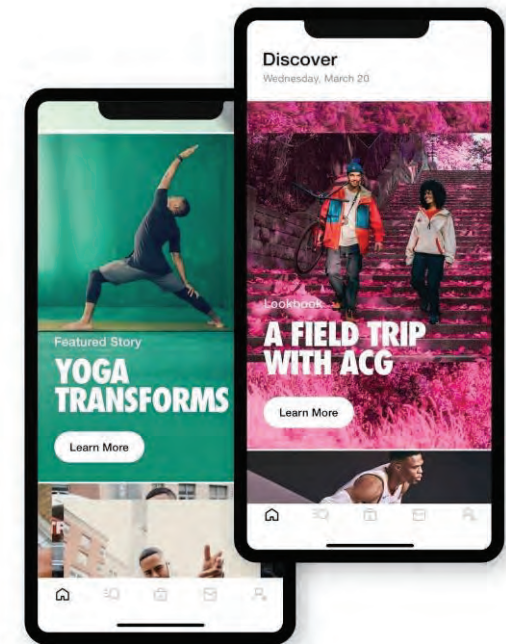 Discover
Wednesday, March 20
Lookbook
A FIELD TRIP
WITH ACG
Learn More
Featured Story
YOGA
TRANSFORMS
Learn More